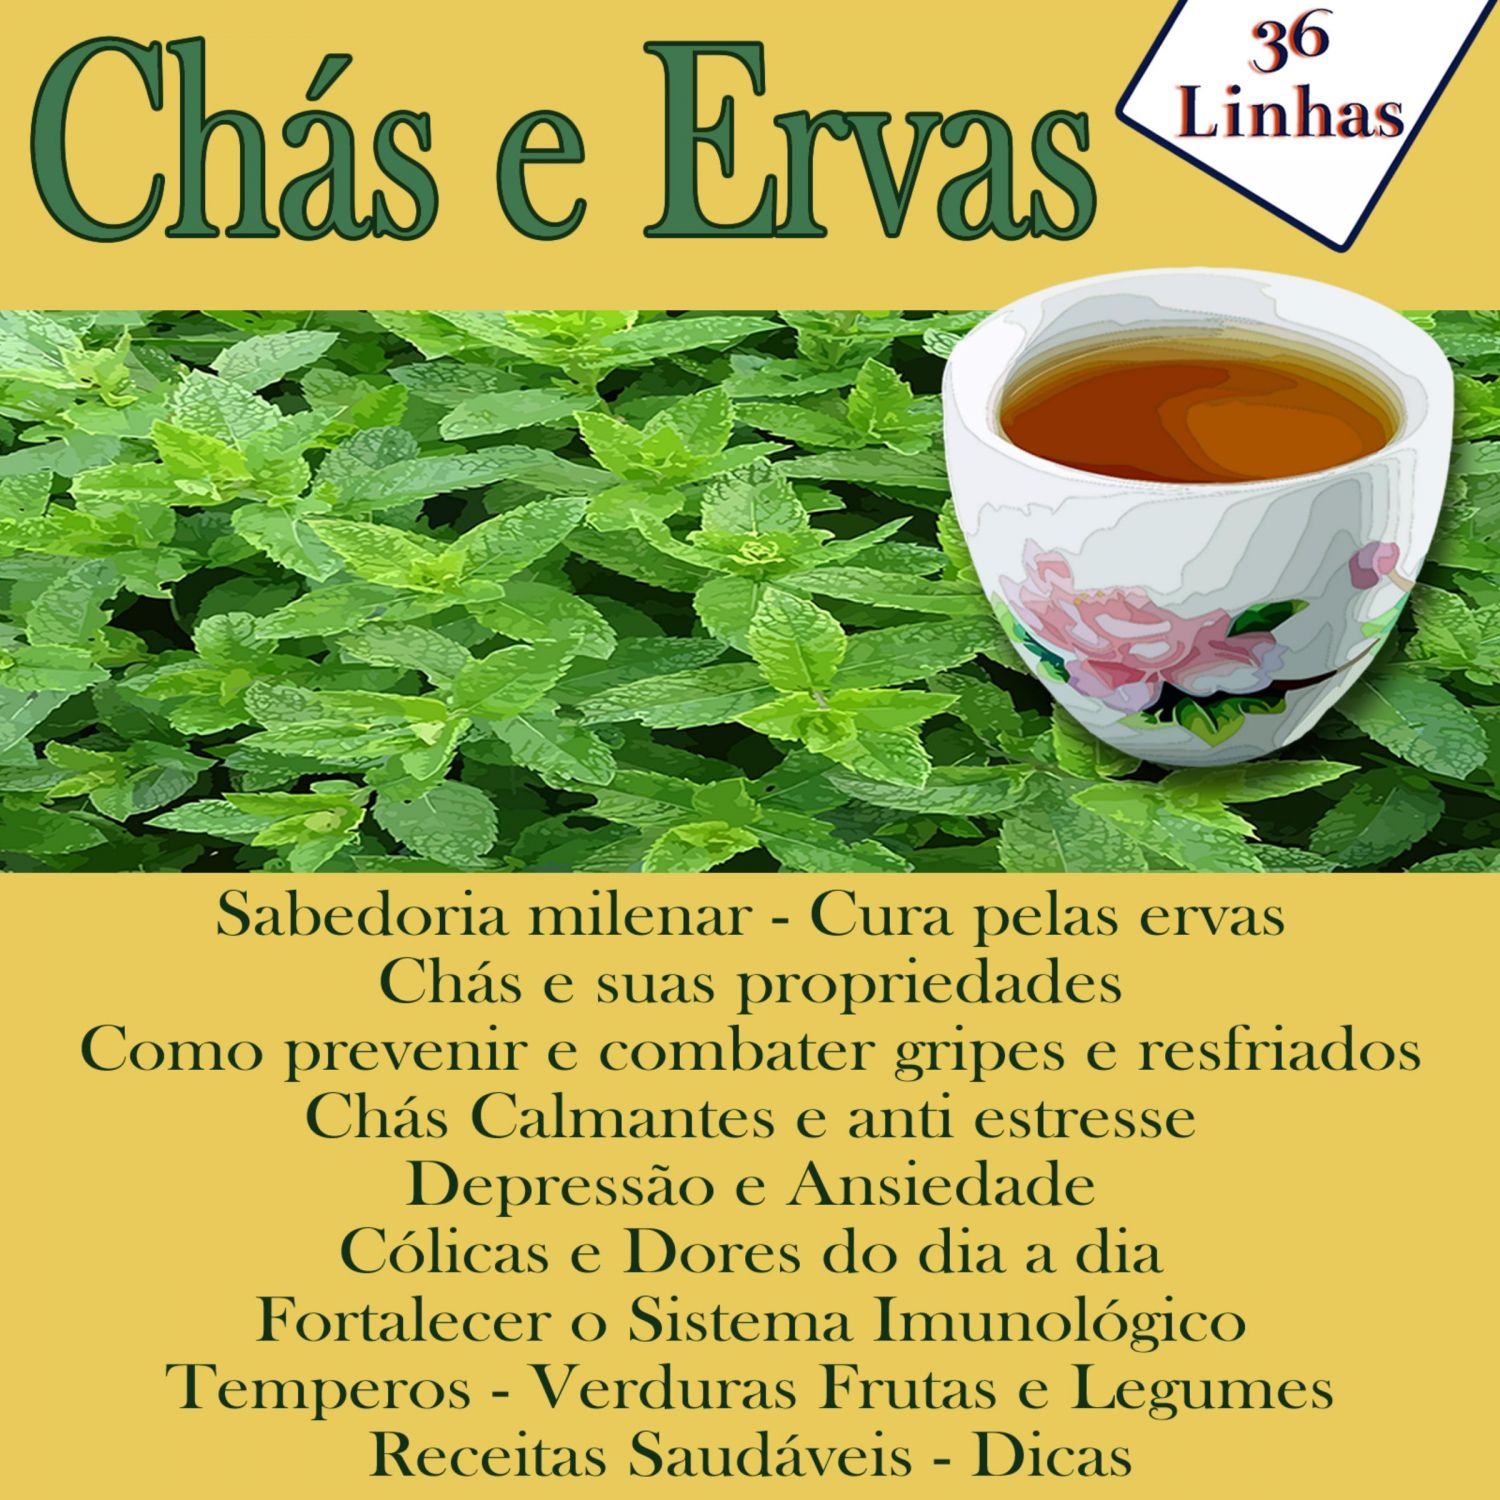 Chás e Ervas
36
Linhas
Sabedoria milenar - Cura pelas ervas
Chás e suas propriedades
Como prevenir e combater gripes e resfriados
Chás Calmantes e anti estresse
Depressão e Ansiedade
Cólicas e Dores do dia a dia
Fortalecer o Sistema Imunológico
Temperos - Verduras Frutas e Legumes
Receitas Saudáveis - Dicas